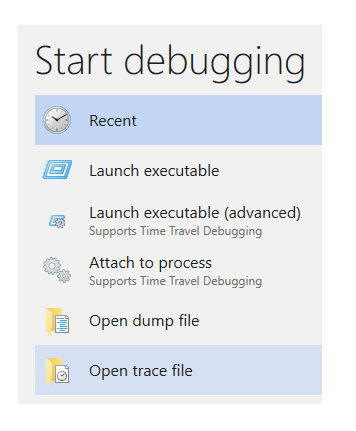 Start debugging
Recent
Launch executable
Launch executable (advanced)
Supports Time Travel Debugging
Attach to process
Supports Time Travel Debugging
Open dump file
Open trace file